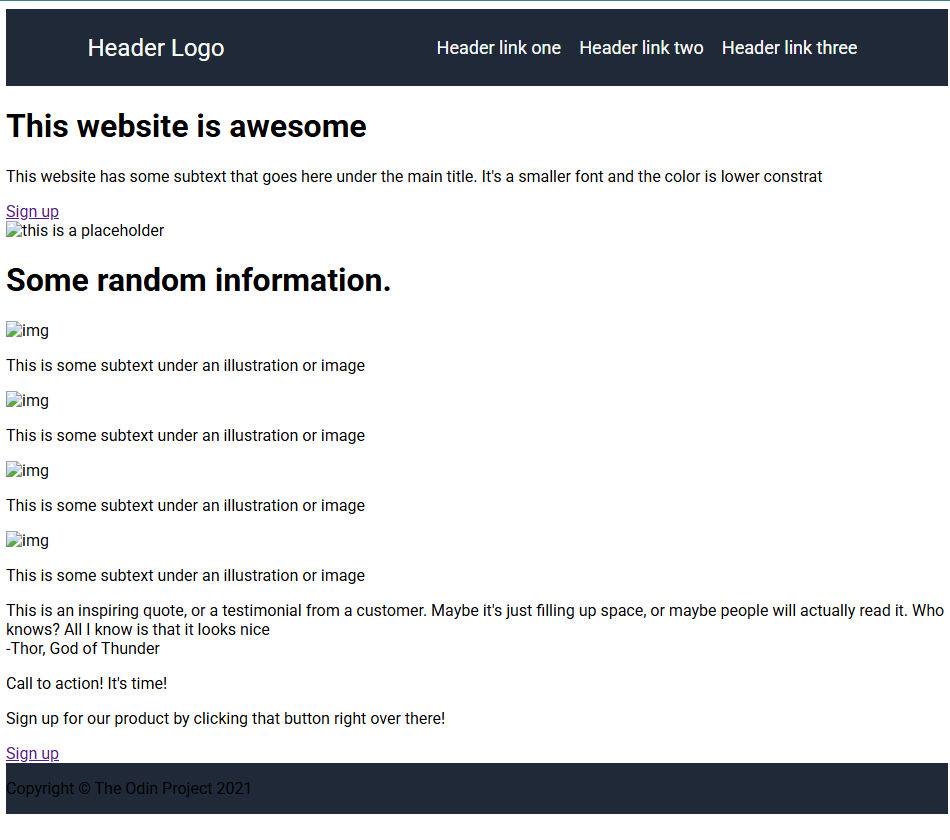 Header Logo
Header link one Header link two Header link three
This website is awesome
This website has some subtext that goes here under the main title. It's a smaller font and the color is lower constrat
Sign up
this is a placeholder
Some random information.
img
This is some subtext under an illustration or image
img
This is some subtext under an illustration or image
img
This is some subtext under an illustration or image
img
This is some subtext under an illustration or image
This is an inspiring quote, or a testimonial from a customer. Maybe it's just filling up space, or maybe people will actually read it. Who
knows? All I know is that it looks nice
-Thor, God of Thunder
Call to action! It's time!
Sign up for our product by clicking that button right over there!
Sign up
Copyright © The Odin Project 2021